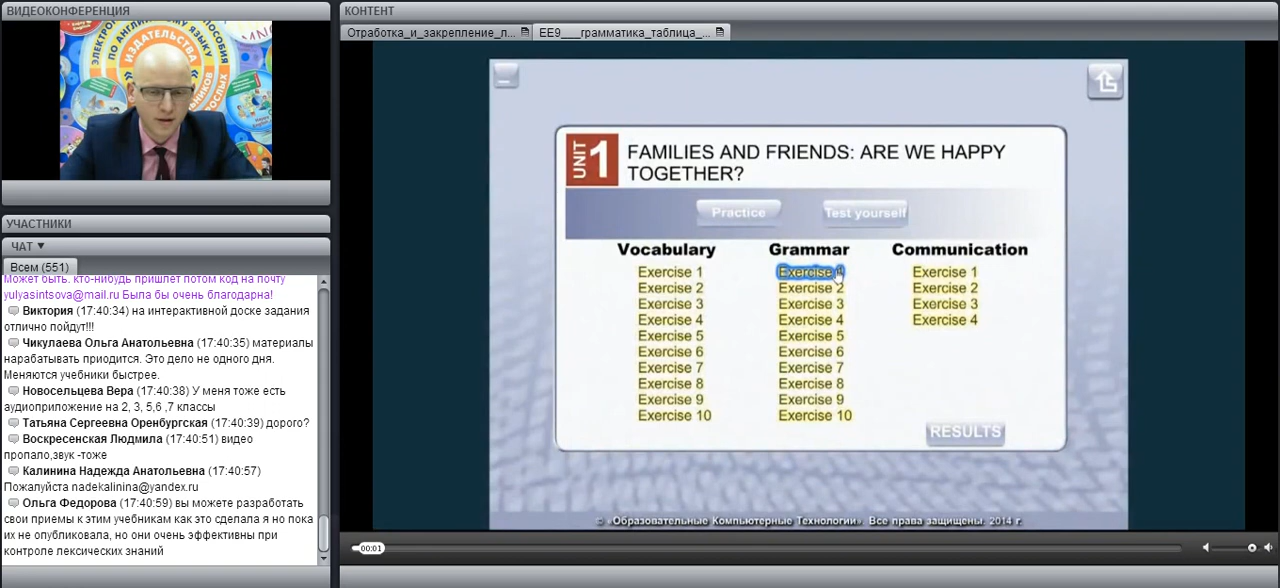 ВИДЕОКОНФЕРЕНЦИЯ
ЭЛЕКТРО
ПО АНГЛИЙСКОМУ ЯЗЫКУ
ПОСОБИЯ
ИЗДАТЕЛЬСТВА
УЧАСТНИКИ
ЧАТ ▼
Всем (551)
Может быть. кто-нибудь пришлет потом код на почту
yulyasintsova@mail.ru Была бы очень благодарна!
Виктория (17:40:34) на интерактивной доске задания
отлично пойдут!!!
Чикулаева Ольга Анатольевна (17:40:35) материалы
нарабатывать приодится. Это дело не одного дня.
Меняются учебники быстрее.
Новосельцева Вера (17:40:38) У меня тоже есть
аудиоприложение на 2, 3, 5,6 ,7 классы
Татьяна Сергеевна Оренбургская (17:40:39) дорого?
Воскресенская Людмила (17:40:51) видео
пропало,звук -тоже
Калинина Надежда Анатольевна (17:40:57)
Пожалуйста nadekalinina@yandex.ru
Ольга Федорова (17:40:59) вы можете разработать
свои приемы к этим учебникам как это сделала я но пока
их не опубликовала, но они очень эффективны при
контроле лексических знаний
КОНТЕНТ
Отработка_и_закрепление_л...
EE9___грамматика_таблица_...
UNIT 1
FAMILIES AND FRIENDS: ARE WE HAPPY
TOGETHER?
Practice
Test yourself
Vocabulary
Exercise 1
Exercise 2
Exercise 3
Exercise 4
Exercise 5
Exercise 6
Exercise 7
Exercise 8
Exercise 9
Exercise 10
Grammar
Exercise
Exercise 2
Exercise 3
Exercise 4
Exercise 5
Exercise 6
Exercise 7
Exercise 8
Exercise 9
Exercise 10
Communication
Exercise 1
Exercise 2
Exercise 3
Exercise 4
RESULTS
© «Образовательные Компьютерные Технологии». Все права защищены. 2014 г.
00:01